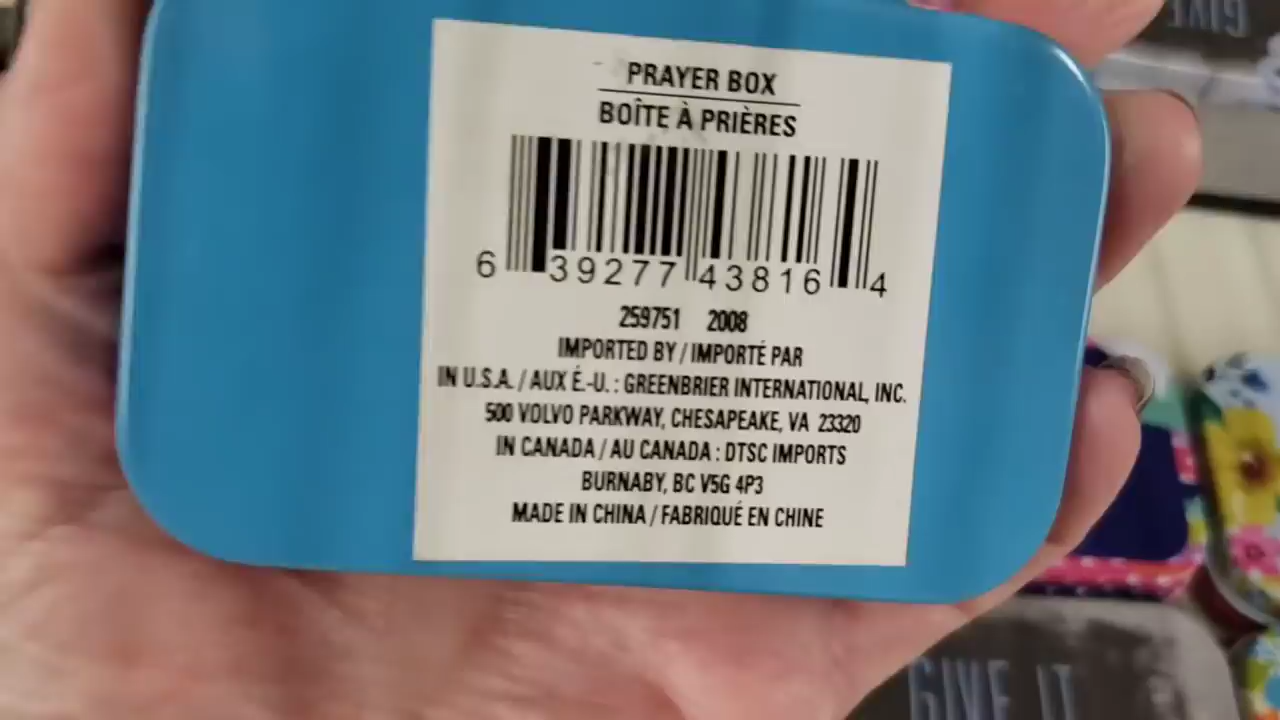 PRAYER BOX
BOÎTE À PRIÈRES
6 39277 43816 4
259751 2008
IMPORTED BY / IMPORTÉ PAR
IN U.S.A. / AUX É.-U. : GREENBRIER INTERNATIONAL, INC.
500 VOLVO PARKWAY, CHESAPEAKE, VA 23320
IN CANADA / AU CANADA : DTSC IMPORTS
BURNABY, BC V5G 4P3
MADE IN CHINA / FABRIQUÉ EN CHINE
GIVE
GIVE IT